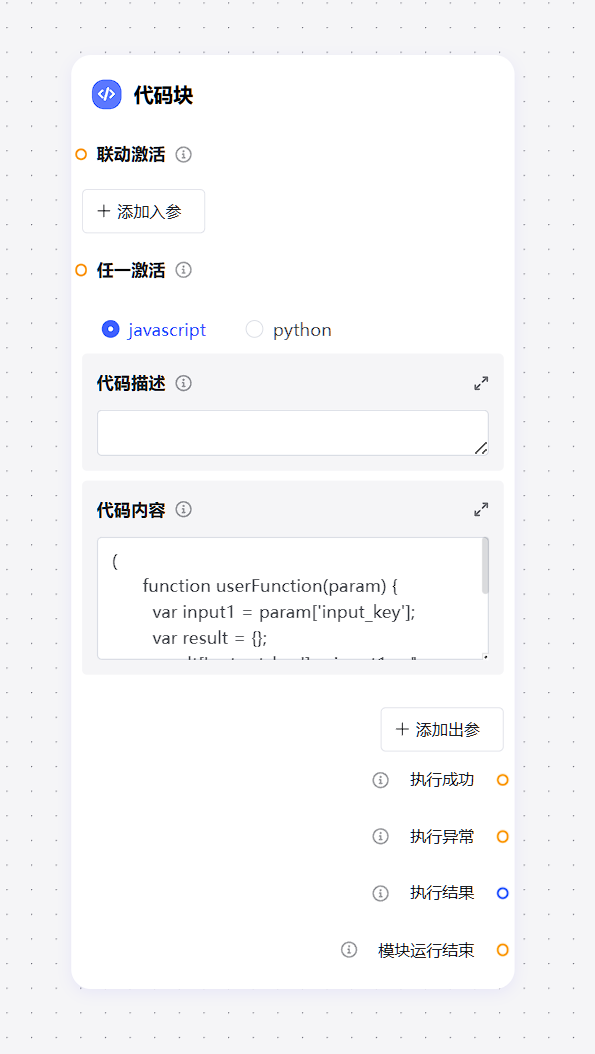 代码块
联动激活
+ 添加入参
任一激活
javascript python
代码描述
代码内容
(
function userFunction(param) {
var input1 = param['input_key'];
var result = {};
+ 添加出参
执行成功
执行异常
执行结果
模块运行结束